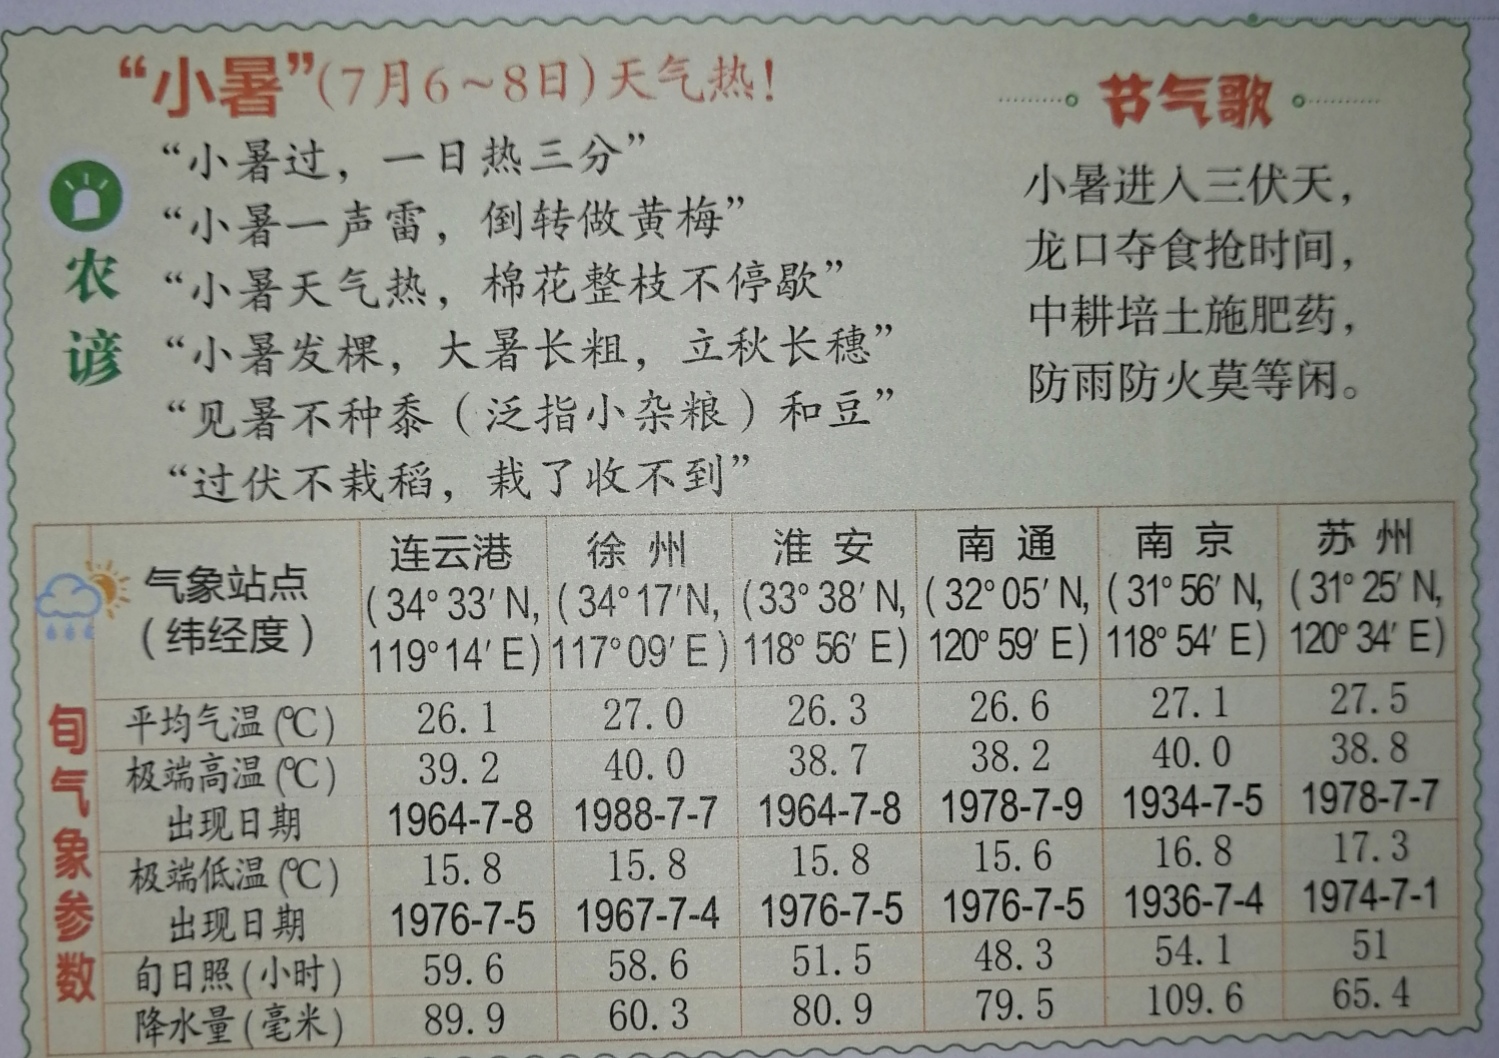 “小暑”(7月6～8日)天气热！
农谚
“小暑过，一日热三分”
“小暑一声雷，倒转做黄梅”
“小暑天气热，棉花整枝不停歇”
“小暑发棵，大暑长粗，立秋长穗”
“见暑不种黍（泛指小杂粮）和豆”
“过伏不栽稻，栽了收不到”
节气歌
小暑进入三伏天，
龙口夺食抢时间，
中耕培土施肥药，
防雨防火莫等闲。
旬气象参数
气象站点 连云港 徐州 淮安 南通 南京 苏州
（纬经度） (34°33′N, (34°17′N, (33°38′N, (32°05′N, (31°56′N, (31°25′N,
119°14′E) 117°09′E) 118°56′E) 120°59′E) 118°54′E) 120°34′E)
平均气温(℃) 26.1 27.0 26.3 26.6 27.1 27.5
极端高温(℃) 39.2 40.0 38.7 38.2 40.0 38.8
出现日期 1964-7-8 1988-7-7 1964-7-8 1978-7-9 1934-7-5 1978-7-7
极端低温(℃) 15.8 15.8 15.8 15.6 16.8 17.3
出现日期 1976-7-5 1967-7-4 1976-7-5 1976-7-5 1936-7-4 1974-7-1
旬日照(小时) 59.6 58.6 51.5 48.3 54.1 51
降水量(毫米) 89.9 60.3 80.9 79.5 109.6 65.4